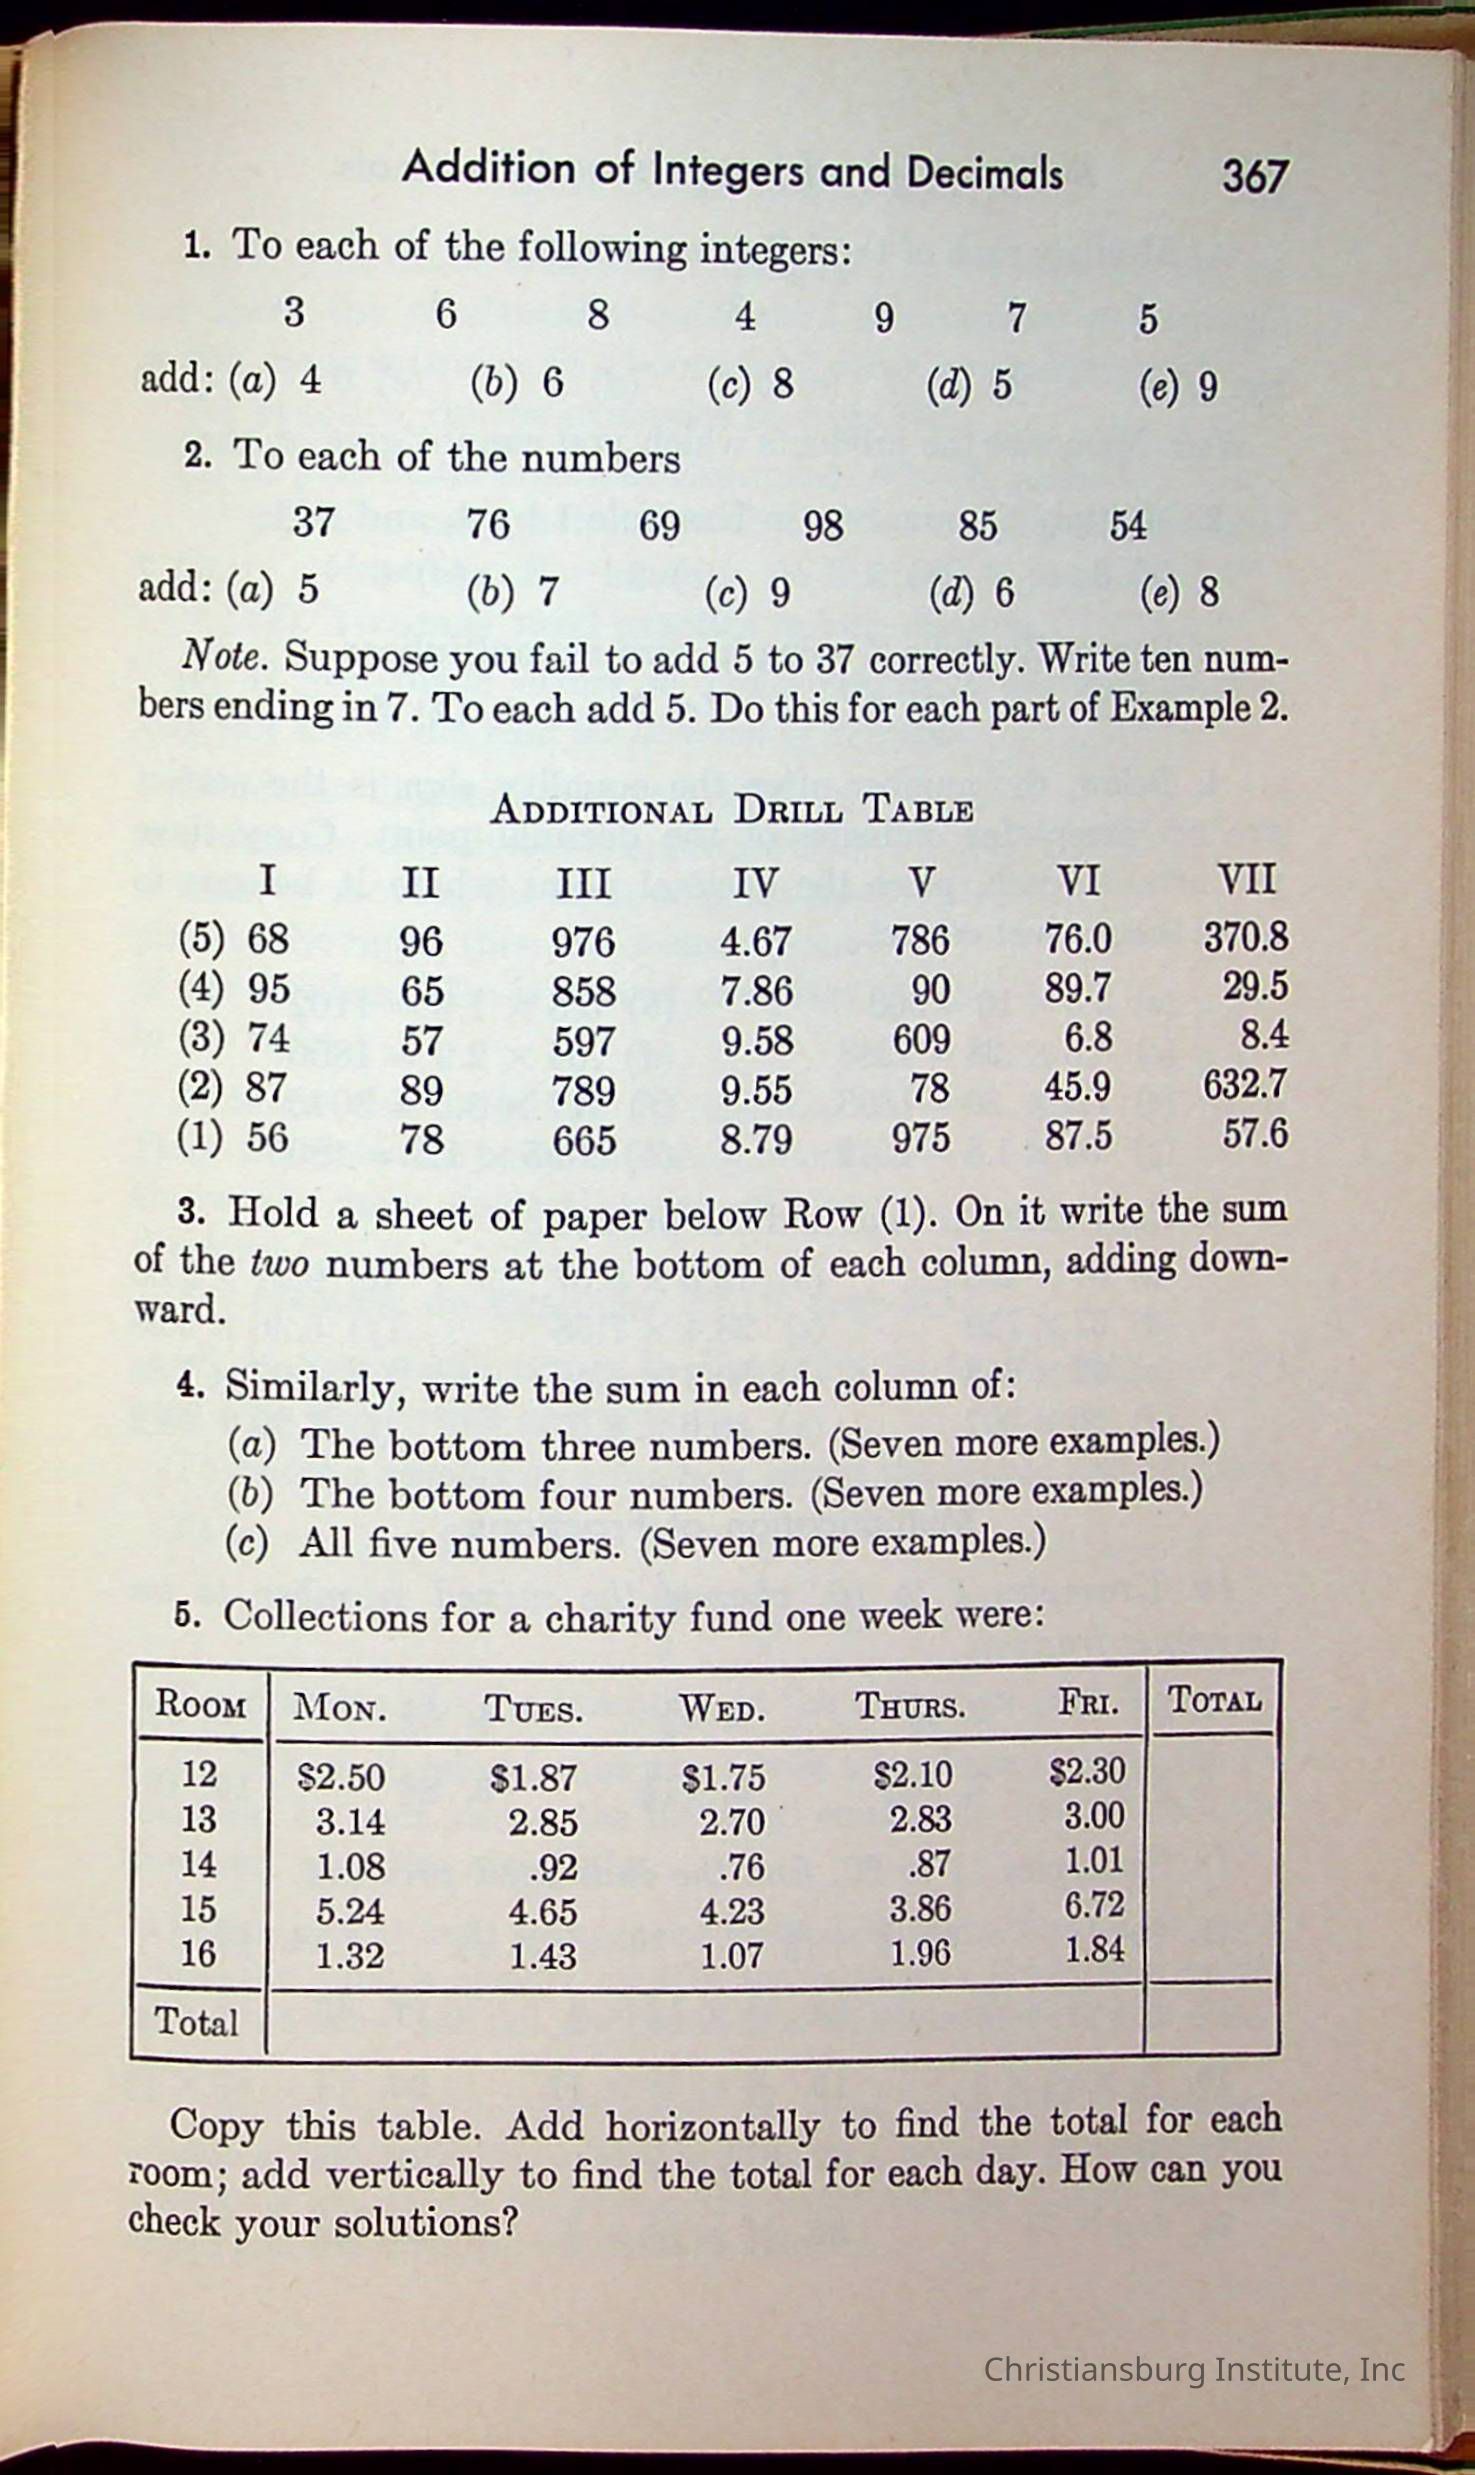 Addition of Integers and Decimals 367
1. To each of the following integers:
3 6 8 4 9 7 5
add: (a) 4 (b) 6 (c) 8 (d) 5 (e) 9
2. To each of the numbers
37 76 69 98 85 54
add: (a) 5 (b) 7 (c) 9 (d) 6 (e) 8
Note. Suppose you fail to add 5 to 37 correctly. Write ten num-
bers ending in 7. To each add 5. Do this for each part of Example 2.
ADDITIONAL DRILL TABLE
I II III IV V VI VII
(5) 68 96 976 4.67 786 76.0 370.8
(4) 95 65 858 7.86 90 89.7 29.5
(3) 74 57 597 9.58 609 6.8 8.4
(2) 87 89 789 9.55 78 45.9 632.7
(1) 56 78 665 8.79 975 87.5 57.6
3. Hold a sheet of paper below Row (1). On it write the sum
of the two numbers at the bottom of each column, adding down-
ward.
4. Similarly, write the sum in each column of:
(a) The bottom three numbers. (Seven more examples.)
(b) The bottom four numbers. (Seven more examples.)
(c) All five numbers. (Seven more examples.)
5. Collections for a charity fund one week were:
ROOM MON. TUES. WED. THURS. FRI. TOTAL
12 $2.50 $1.87 $1.75 $2.10 $2.30
13 3.14 2.85 2.70 2.83 3.00
14 1.08 .92 .76 .87 1.01
15 5.24 4.65 4.23 3.86 6.72
16 1.32 1.43 1.07 1.96 1.84
Total
Copy this table. Add horizontally to find the total for each
room; add vertically to find the total for each day. How can you
check your solutions?
Christiansburg Institute, Inc